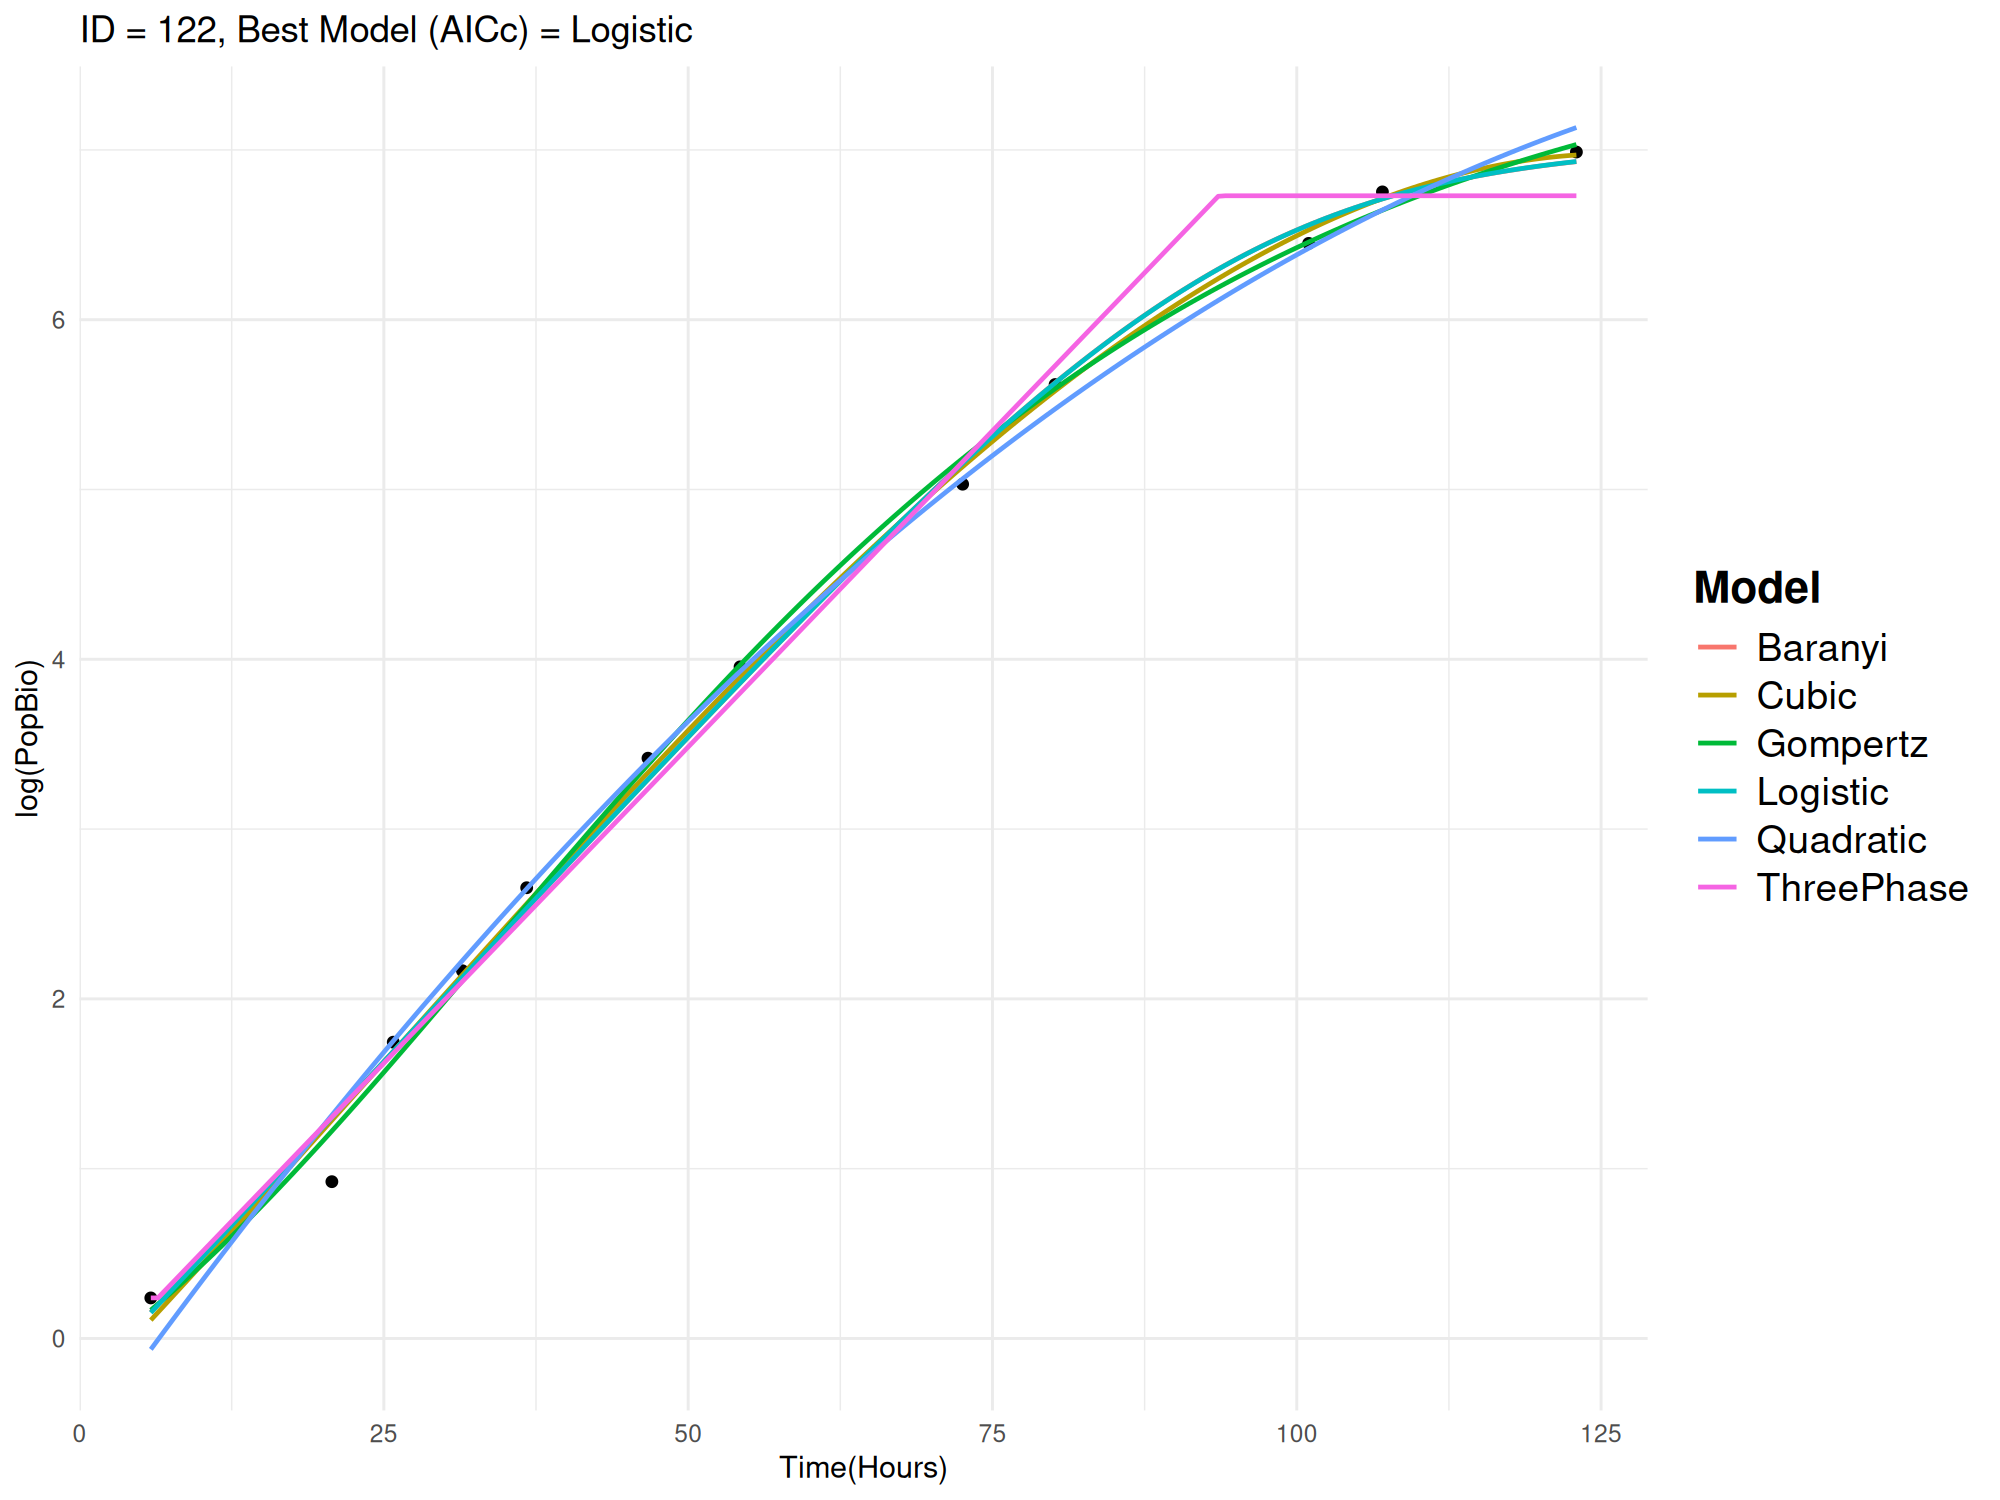 ID = 122, Best Model (AICc) = Logistic
6
4
2
0
log(PopBio)
0 25 50 75 100 125
Time(Hours)
Model
Baranyi
Cubic
Gompertz
Logistic
Quadratic
ThreePhase